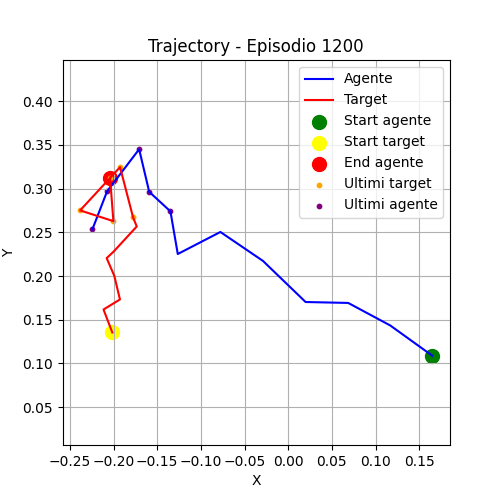 Trajectory - Episodio 1200
Agente
Target
Start agente
Start target
End agente
Ultimi target
Ultimi agente
Y
0.40
0.35
0.30
0.25
0.20
0.15
0.10
0.05
−0.25 −0.20 −0.15 −0.10 −0.05 0.00 0.05 0.10 0.15
X